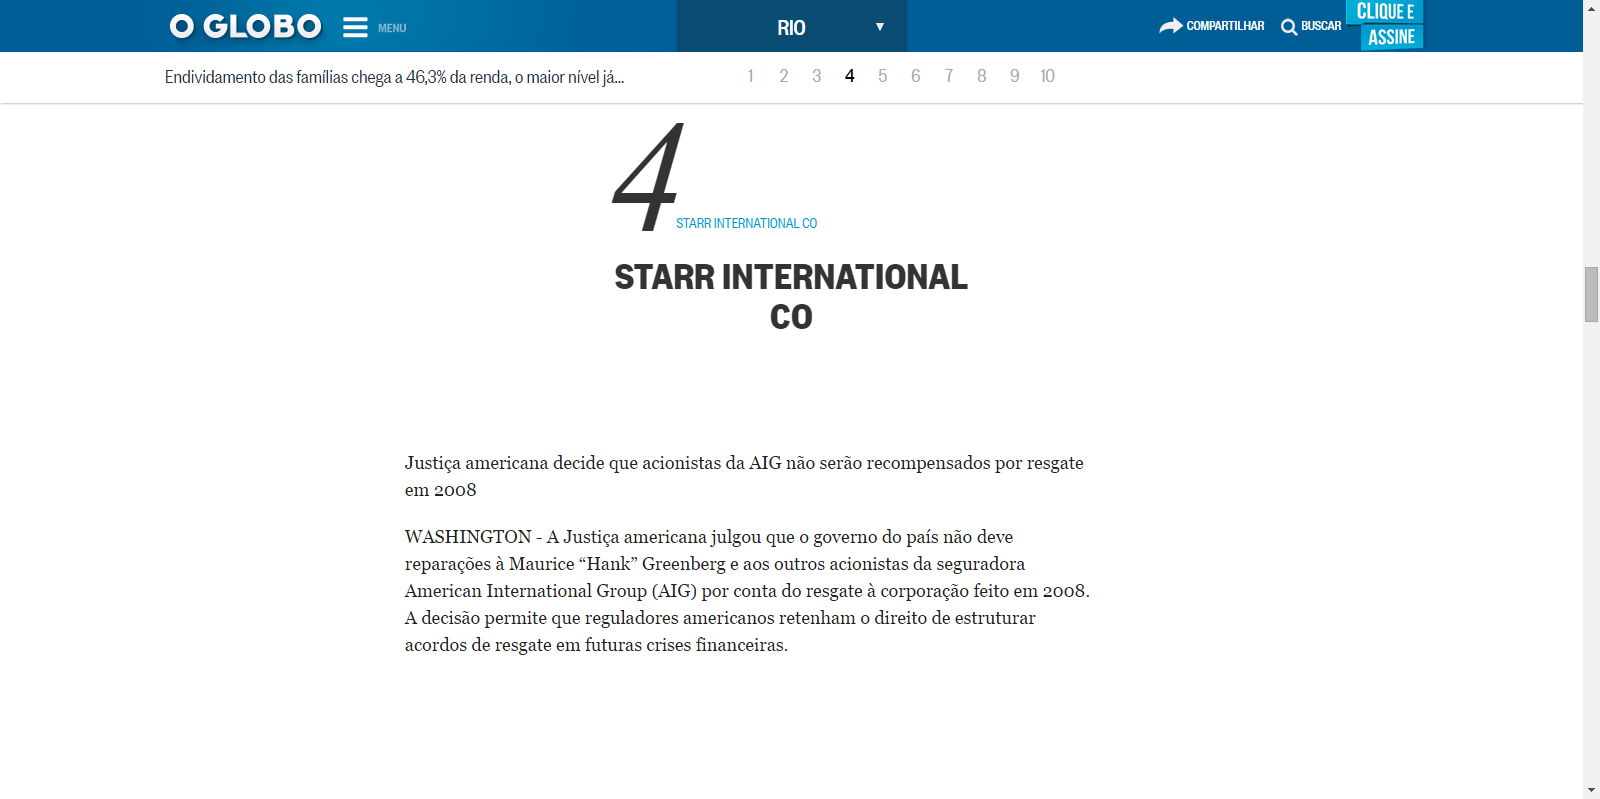 O GLOBO MENU RIO ▼ COMPARTILHAR BUSCAR CLIQUE E ASSINE
Endividamento das famílias chega a 46,3% da renda, o maior nível já... 1 2 3 4 5 6 7 8 9 10
4 STARR INTERNATIONAL CO
STARR INTERNATIONAL
CO
Justiça americana decide que acionistas da AIG não serão recompensados por resgate
em 2008
WASHINGTON - A Justiça americana julgou que o governo do país não deve
reparações à Maurice “Hank” Greenberg e aos outros acionistas da seguradora
American International Group (AIG) por conta do resgate à corporação feito em 2008.
A decisão permite que reguladores americanos retenham o direito de estruturar
acordos de resgate em futuras crises financeiras.